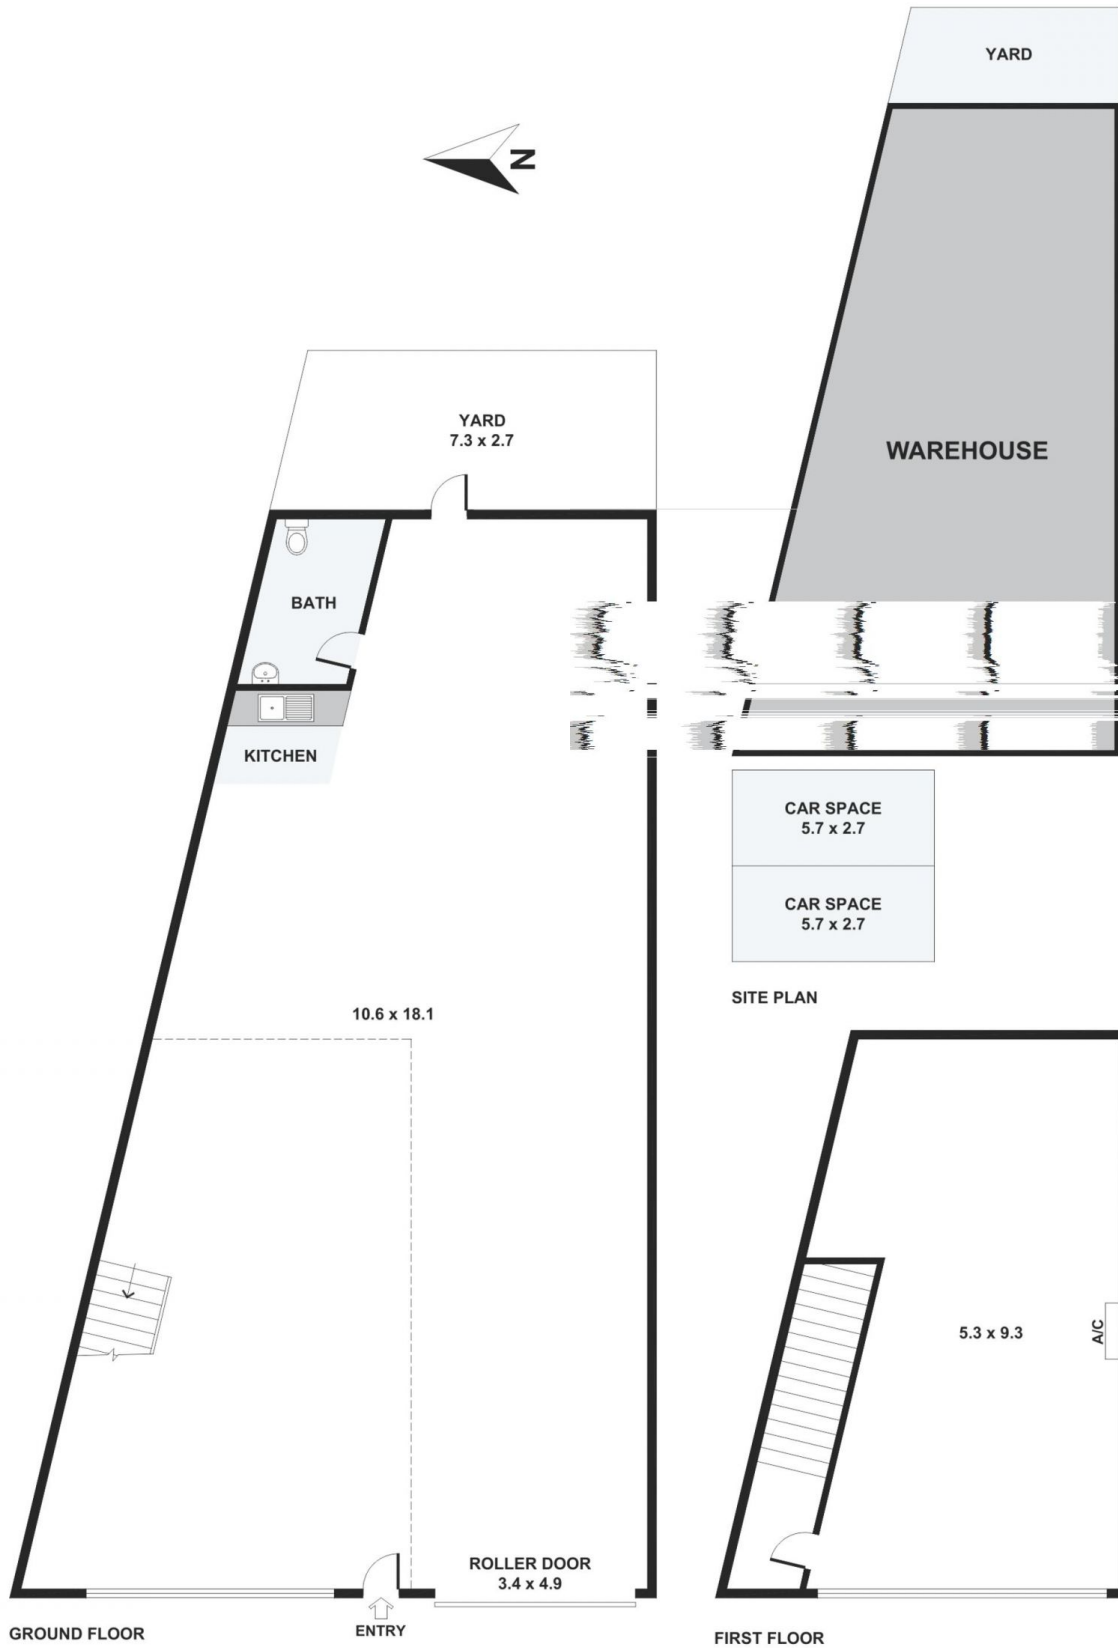 YARD
N
YARD
7.3 x 2.7
WAREHOUSE
BATH
KITCHEN
CAR SPACE
5.7 x 2.7
CAR SPACE
5.7 x 2.7
SITE PLAN
10.6 x 18.1
5.3 x 9.3
A/C
ROLLER DOOR
3.4 x 4.9
ENTRY
GROUND FLOOR
FIRST FLOOR